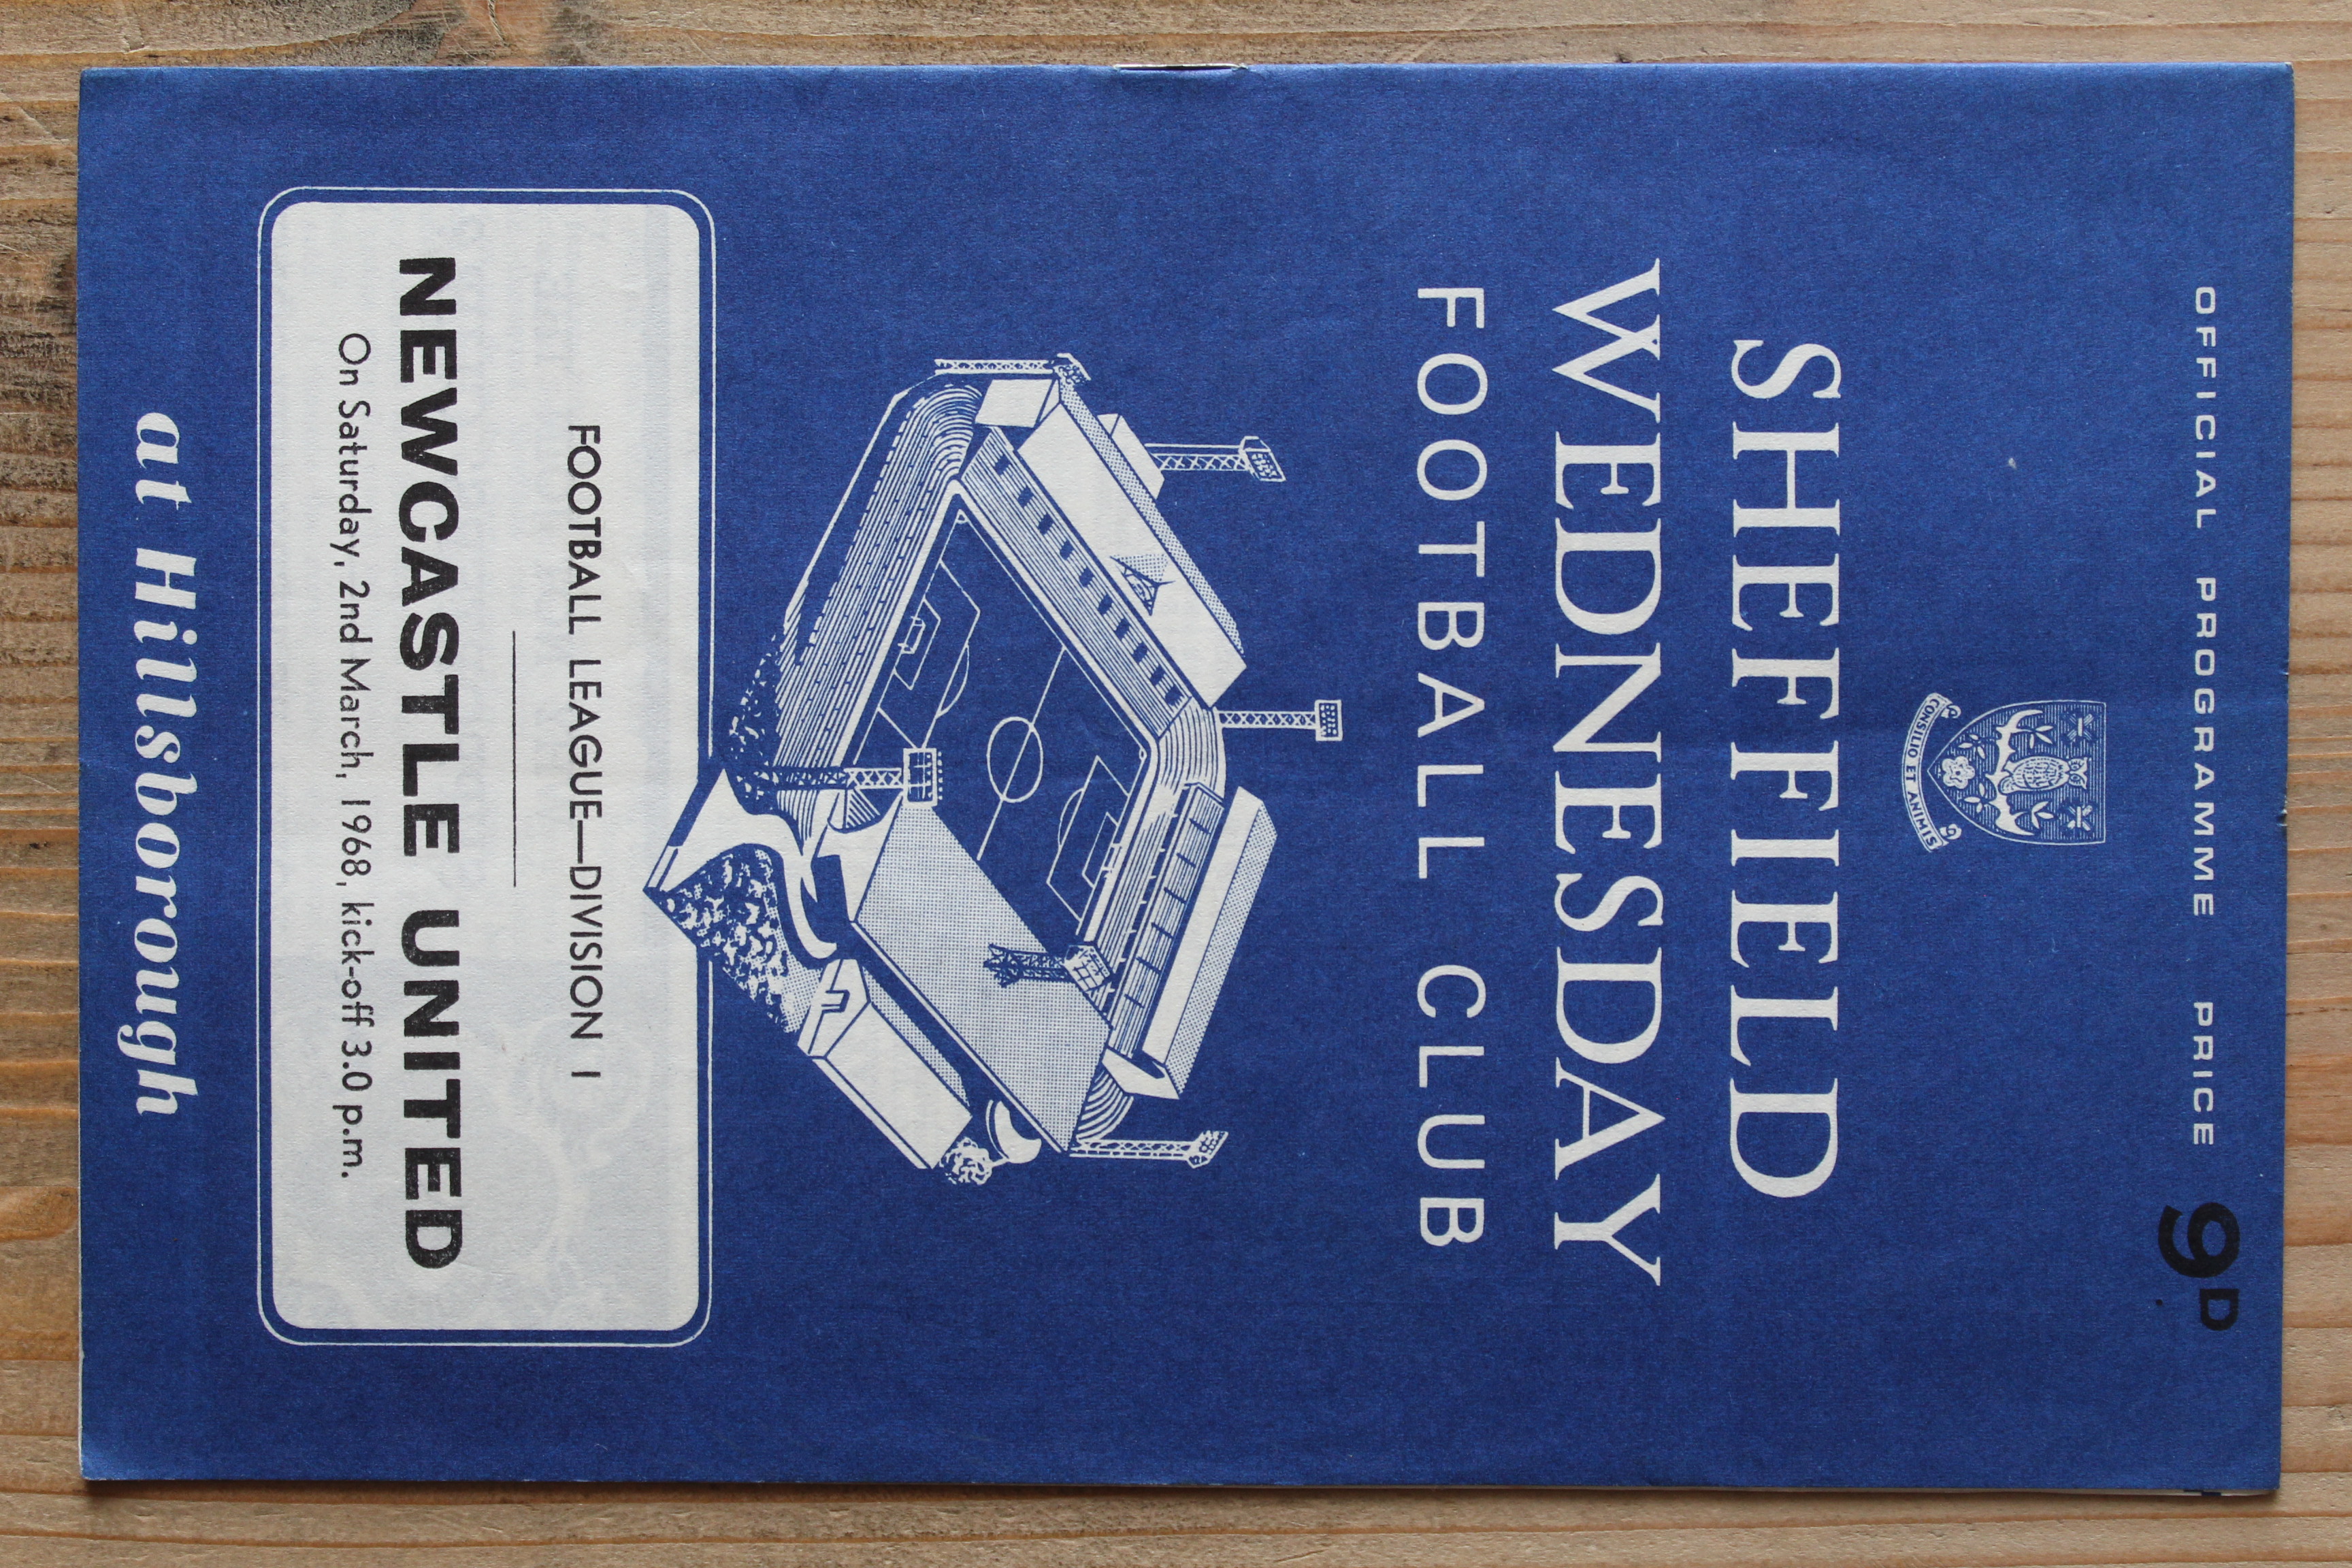 OFFICIAL PROGRAMME PRICE 9D
CONSILIO ET ANIMIS
SHEFFIELD
WEDNESDAY
FOOTBALL CLUB
FOOTBALL LEAGUE—DIVISION 1
NEWCASTLE UNITED
On Saturday, 2nd March, 1968, kick-off 3.0 p.m.
at Hillsborough